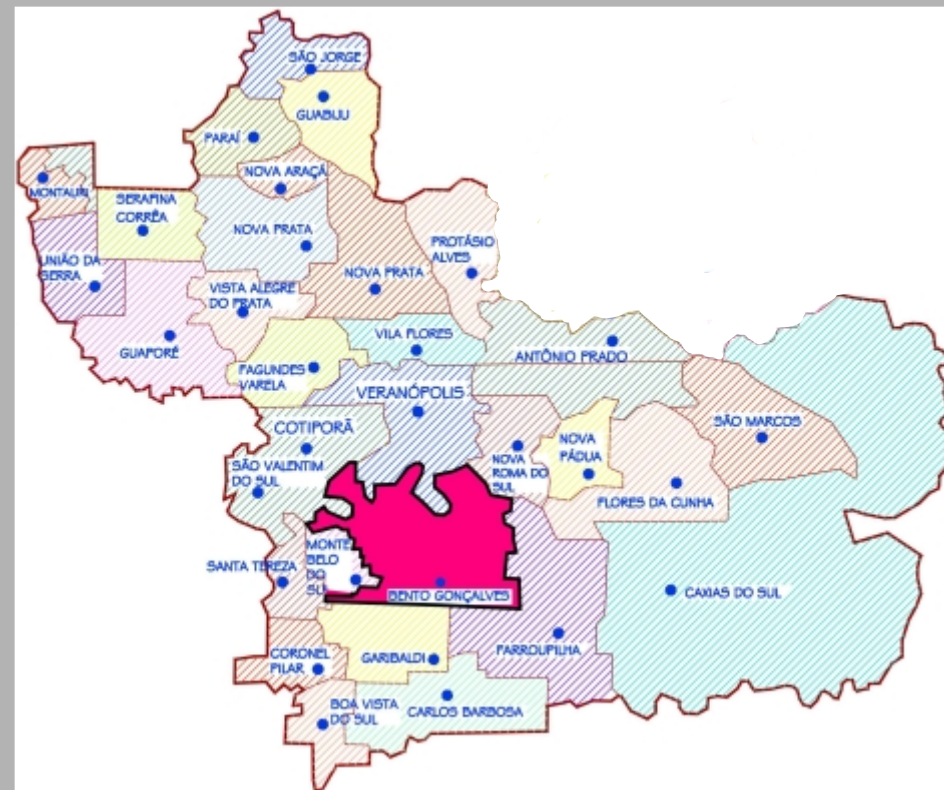 SÃO JORGE
GUABIJU
PARAÍ
NOVA ARAÇÁ
MONTAURI
SERAFINA
CORRÊA
NOVA PRATA
PROTÁSIO
ALVES
UNIÃO DA
SERRA
VISTA ALEGRE
DO PRATA
NOVA PRATA
GUAPORÉ
VILA FLORES
ANTÔNIO PRADO
FAGUNDES
VARELA
VERANÓPOLIS
COTIPORÃ
SÃO MARCOS
NOVA
PÁDUA
NOVA
ROMA DO
SUL
SÃO VALENTIM
DO SUL
FLORES DA CUNHA
MONTE
BELO
DO
SUL
SANTA TEREZA
BENTO GONÇALVES
CAXIAS DO SUL
FARROUPILHA
CORONEL
PILAR
GARIBALDI
BOA VISTA
DO SUL
CARLOS BARBOSA